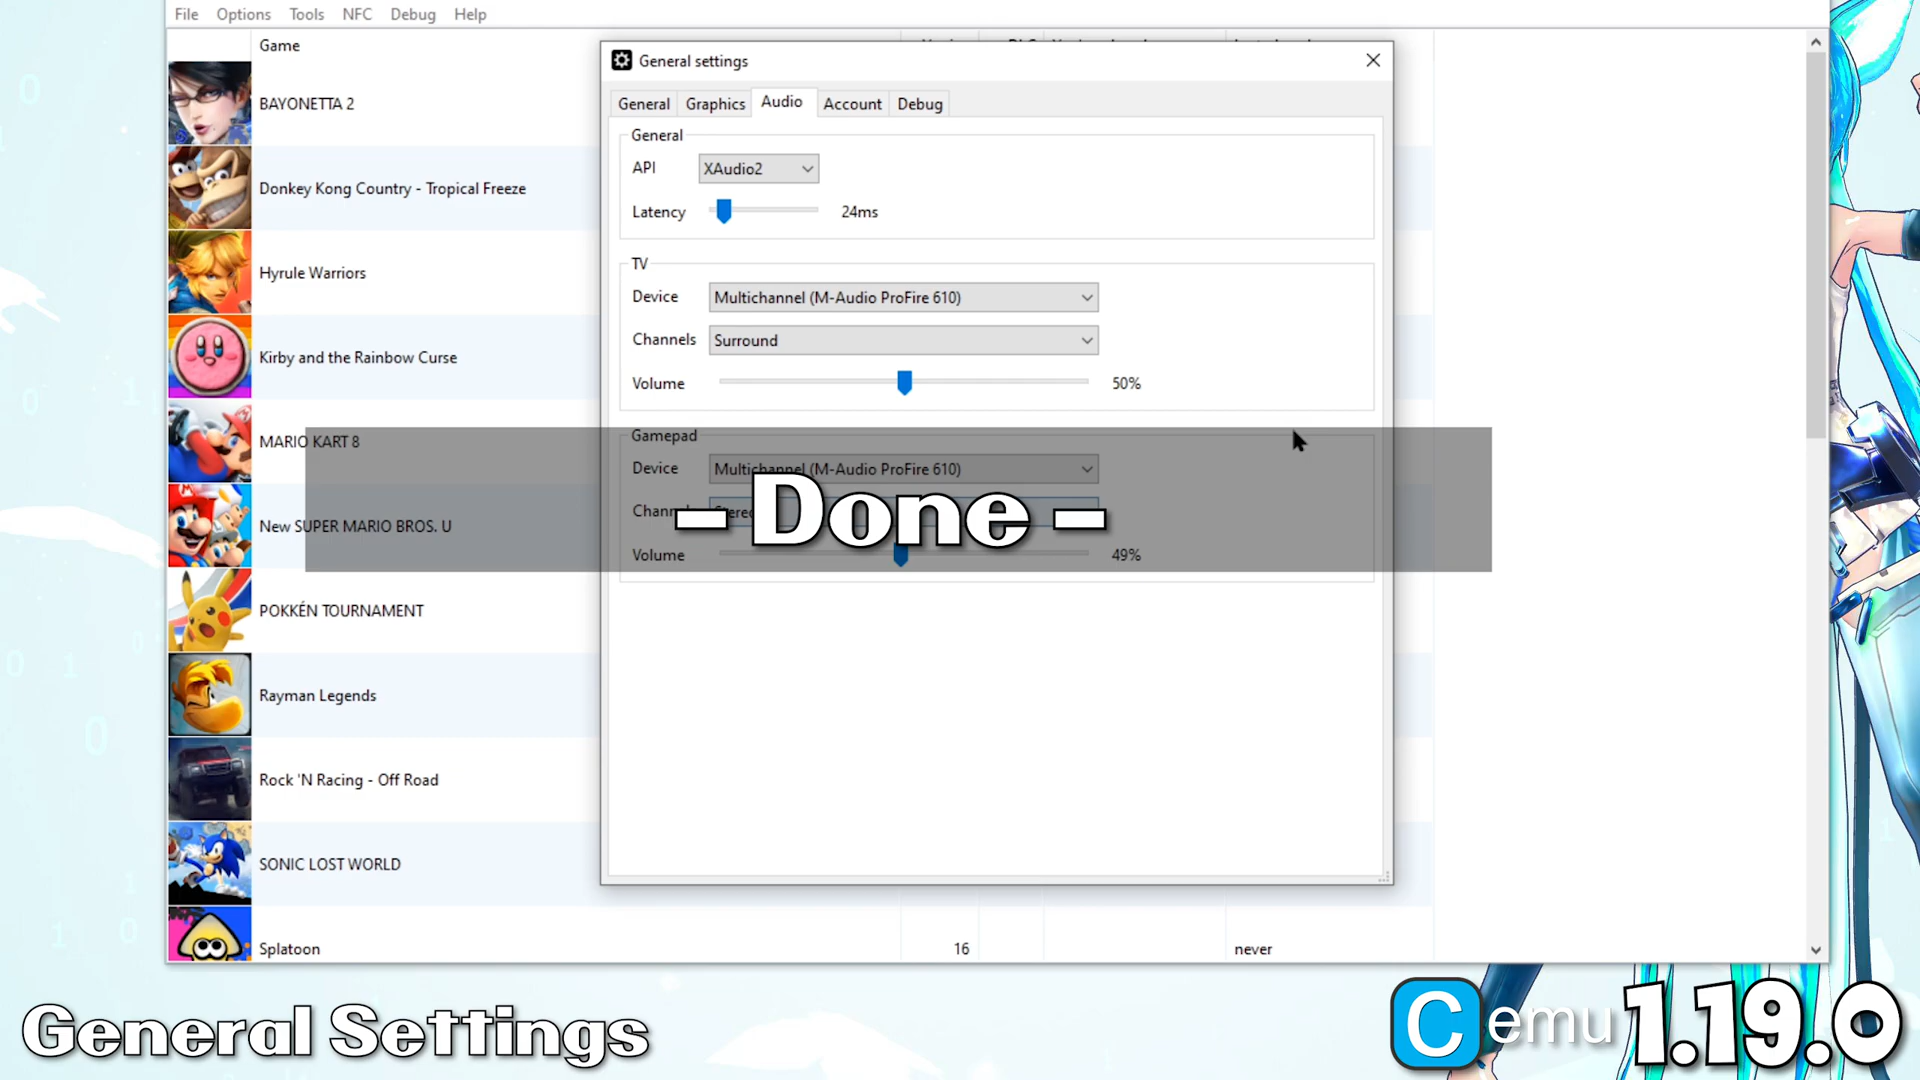 File Options Tools NFC Debug Help
Game
General settings
General Graphics Audio Account Debug
BAYONETTA 2
Donkey Kong Country - Tropical Freeze
Hyrule Warriors
Kirby and the Rainbow Curse
MARIO KART 8
New SUPER MARIO BROS. U
POKKÉN TOURNAMENT
Rayman Legends
Rock 'N Racing - Off Road
SONIC LOST WORLD
Splatoon 16 never
General
API XAudio2
Latency 24ms
TV
Device Multichannel (M-Audio ProFire 610)
Channels Surround
Volume 50%
Gamepad
Device Multichannel (M-Audio ProFire 610)
– Done –
Volume 49%
General Settings
Cemu 1.19.0